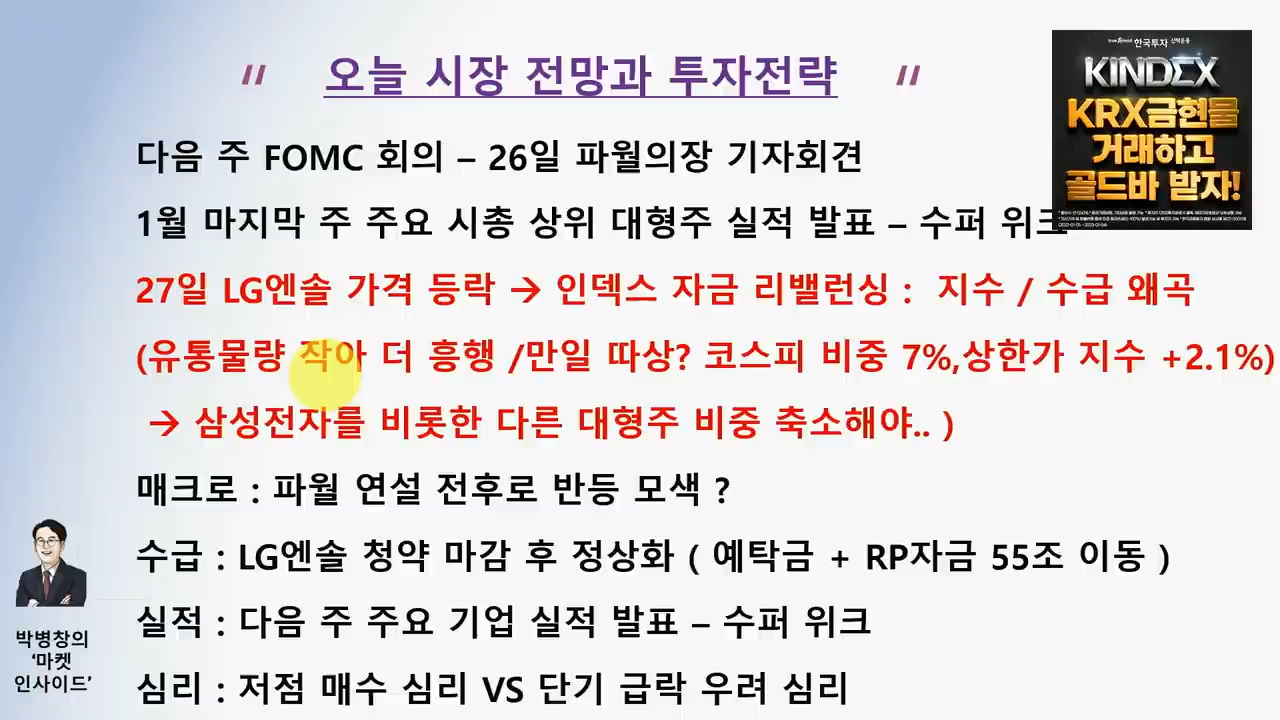 " 오늘 시장 전망과 투자전략 "
한국투자 신탁운용
KINDEX
KRX금현물
거래하고
골드바 받자!
다음 주 FOMC 회의 – 26일 파월의장 기자회견
1월 마지막 주 주요 시총 상위 대형주 실적 발표 – 수퍼 위크
27일 LG엔솔 가격 등락 → 인덱스 자금 리밸런싱 : 지수 / 수급 왜곡
(유통물량 작아 더 흥행 /만일 따상? 코스피 비중 7%,상한가 지수 +2.1%)
→ 삼성전자를 비롯한 다른 대형주 비중 축소해야.. )
매크로 : 파월 연설 전후로 반등 모색 ?
수급 : LG엔솔 청약 마감 후 정상화 ( 예탁금 + RP자금 55조 이동 )
실적 : 다음 주 주요 기업 실적 발표 – 수퍼 위크
심리 : 저점 매수 심리 VS 단기 급락 우려 심리
박병창의
‘마켓
인사이드’